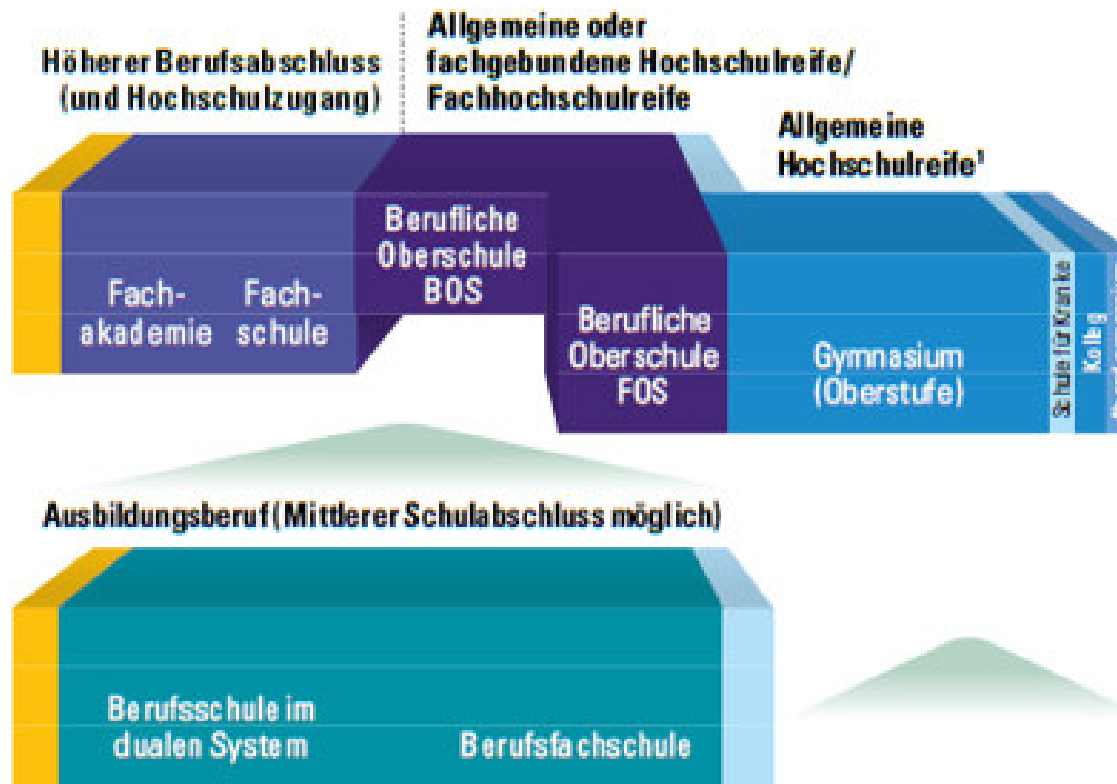 Höherer Berufsabschluss
(und Hochschulzugang)
Allgemeine oder
fachgebundene Hochschulreife/
Fachhochschulreife
Allgemeine
Hochschulreife¹
Fach-
akademie
Fach-
schule
Berufliche
Oberschule
BOS
Berufliche
Oberschule
FOS
Gymnasium
(Oberstufe)
Schule für Kranke
Kolleg
Ausbildungsberuf (Mittlerer Schulabschluss möglich)
Berufsschule im
dualen System
Berufsfachschule